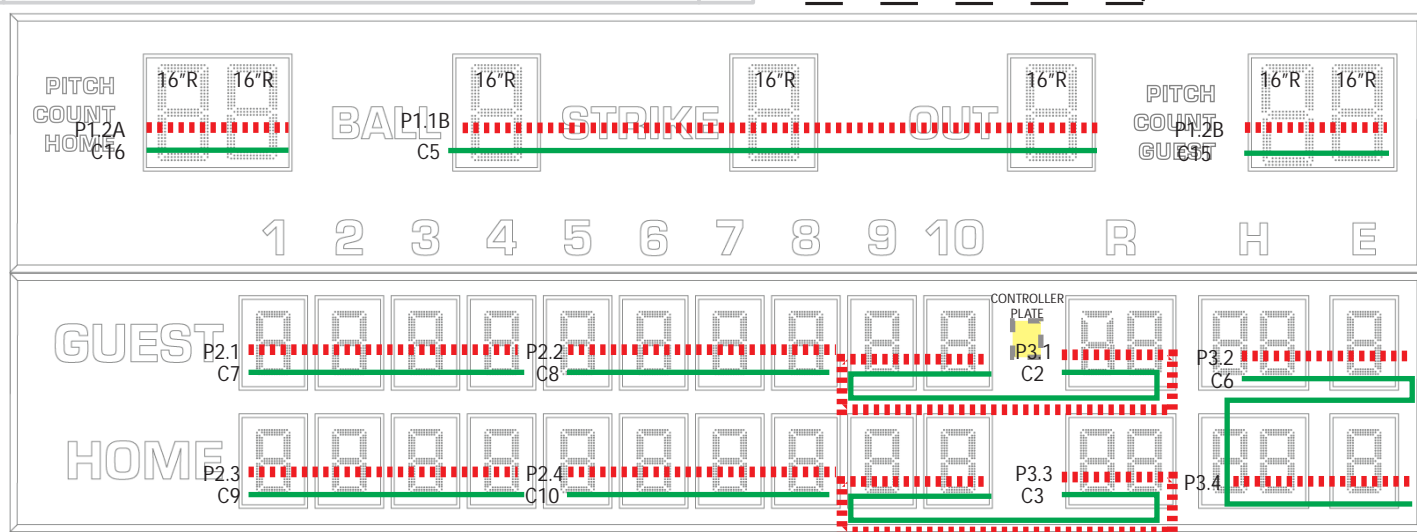 16"R 16"R 16"R 16"R 16"R 16"R 16"R
PITCH
COUNT
HOME
P1.2A
C16
BALL
P1.1B
C5
STRIKE
OUT
PITCH
COUNT
GUEST
P1.2B
C15
1 2 3 4 5 6 7 8 9 10 R H E
CONTROLLER
PLATE
GUEST
P2.1
C7
P2.2
C8
P3.1
C2
P3.2
C6
HOME
P2.3
C9
P2.4
C10
P3.3
C3
P3.4